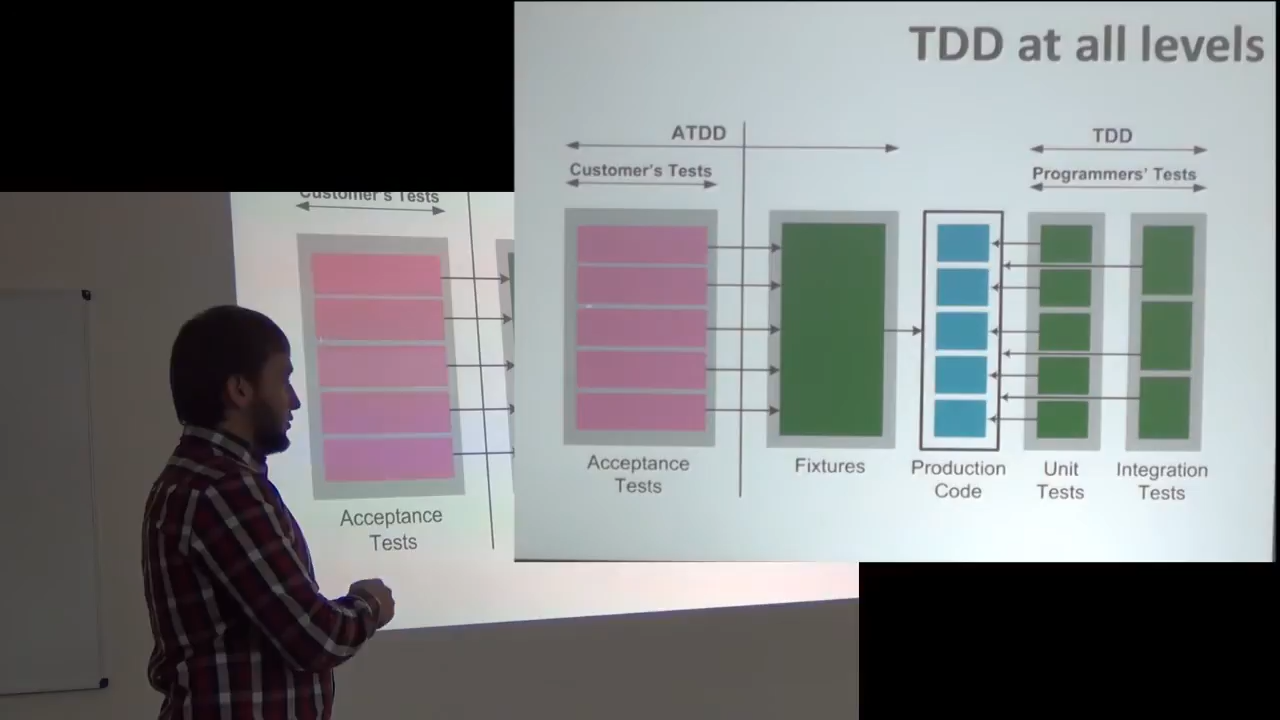 TDD at all levels
ATDD
TDD
Customer's Tests
Programmers' Tests
Acceptance
Tests
Fixtures
Production
Code
Unit
Tests
Integration
Tests
Customer's Tests
Acceptance
Tests